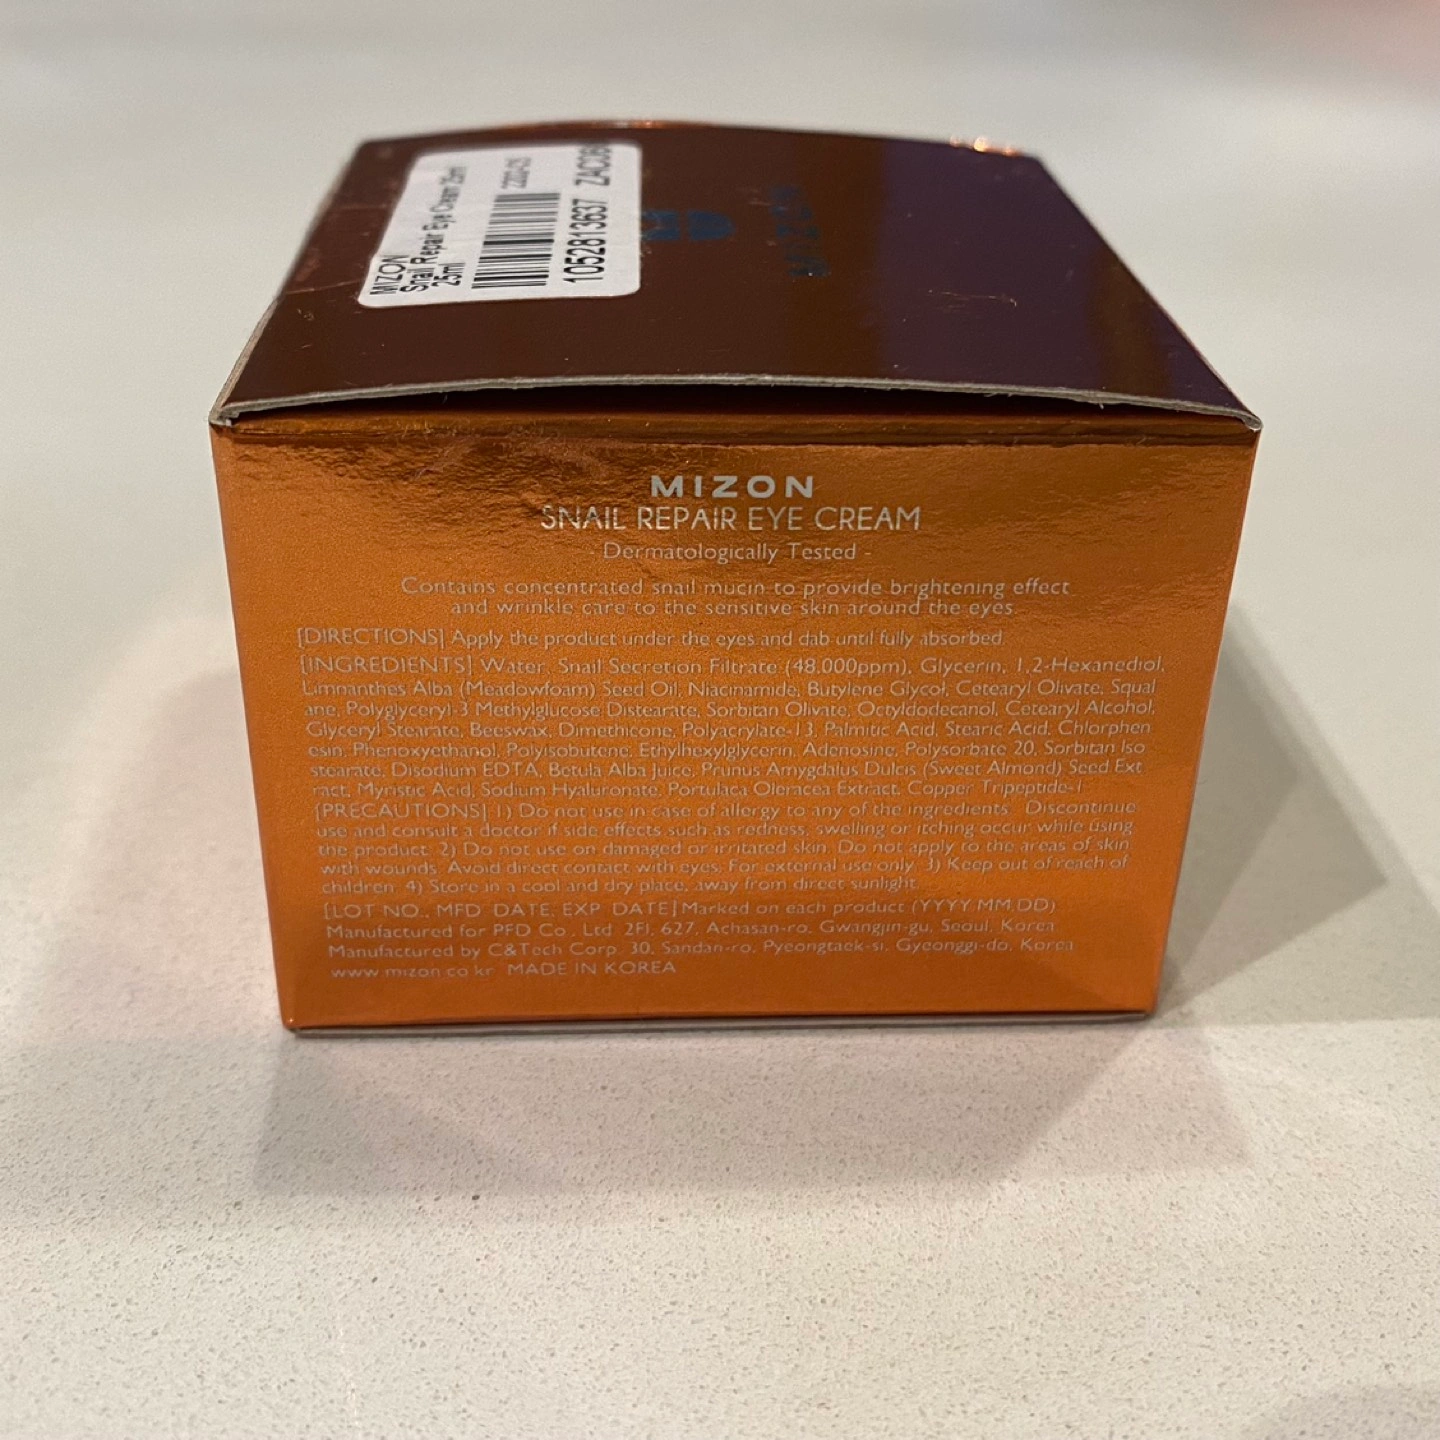 MIZON
Snail Repair Eye Cream 25ml
25ml
1052813637 ZAC08
MIZON
MIZON
SNAIL REPAIR EYE CREAM
- Dermatologically Tested -
Contains concentrated snail mucin to provide brightening effect
and wrinkle care to the sensitive skin around the eyes.
[DIRECTIONS] Apply the product under the eyes and dab until fully absorbed.
[INGREDIENTS] Water, Snail Secretion Filtrate (48,000ppm), Glycerin, 1,2-Hexanediol,
Limnanthes Alba (Meadowfoam) Seed Oil, Niacinamide, Butylene Glycol, Cetearyl Olivate, Squal
ane, Polyglyceryl-3 Methylglucose Distearate, Sorbitan Olivate, Octyldodecanol, Cetearyl Alcohol,
Glyceryl Stearate, Beeswax, Dimethicone, Polyacrylate-13, Palmitic Acid, Stearic Acid, Chlorphen
esin, Phenoxyethanol, Polyisobutene, Ethylhexylglycerin, Adenosine, Polysorbate 20, Sorbitan Iso
stearate, Disodium EDTA, Betula Alba Juice, Prunus Amygdalus Dulcis (Sweet Almond) Seed Ext
ract, Myristic Acid, Sodium Hyaluronate, Portulaca Oleracea Extract, Copper Tripeptide-1
[PRECAUTIONS] 1) Do not use in case of allergy to any of the ingredients. Discontinue
use and consult a doctor if side effects such as redness, swelling or itching occur while using
the product. 2) Do not use on damaged or irritated skin. Do not apply to the areas of skin
with wounds. Avoid direct contact with eyes. For external use only. 3) Keep out of reach of
children. 4) Store in a cool and dry place, away from direct sunlight.
[LOT NO., MFD. DATE, EXP. DATE] Marked on each product (YYYY.MM.DD)
Manufactured for PFD Co., Ltd. 2Fl, 627, Achasan-ro, Gwangjin-gu, Seoul, Korea
Manufactured by C&Tech Corp. 30, Sandan-ro, Pyeongtaek-si, Gyeonggi-do, Korea
www.mizon.co.kr MADE IN KOREA